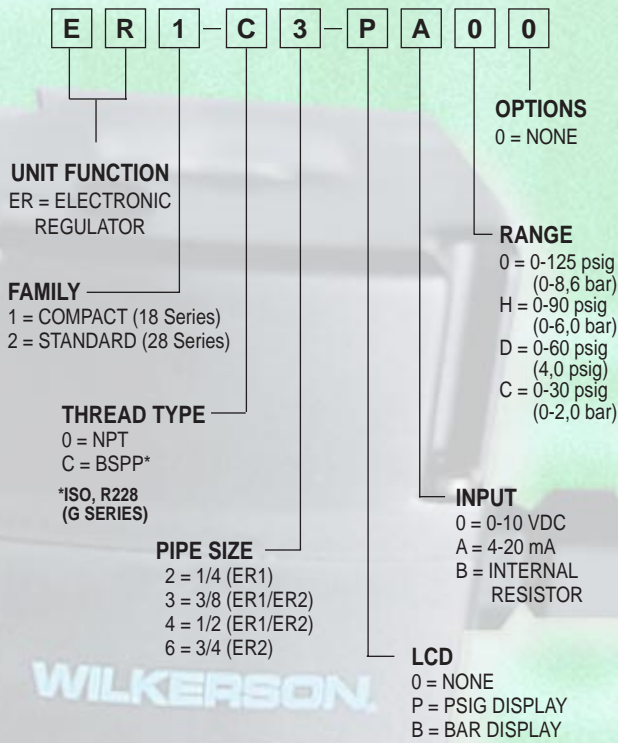 E R 1 - C 3 - P A 0 0
OPTIONS
0 = NONE
UNIT FUNCTION
ER = ELECTRONIC
REGULATOR
RANGE
0 = 0-125 psig
(0-8,6 bar)
H = 0-90 psig
(0-6,0 bar)
D = 0-60 psig
(4,0 psig)
C = 0-30 psig
(0-2,0 bar)
FAMILY
1 = COMPACT (18 Series)
2 = STANDARD (28 Series)
THREAD TYPE
0 = NPT
C = BSPP*
*ISO, R228
(G SERIES)
INPUT
0 = 0-10 VDC
A = 4-20 mA
B = INTERNAL
RESISTOR
PIPE SIZE
2 = 1/4 (ER1)
3 = 3/8 (ER1/ER2)
4 = 1/2 (ER1/ER2)
6 = 3/4 (ER2)
LCD
0 = NONE
P = PSIG DISPLAY
B = BAR DISPLAY
WILKERSON